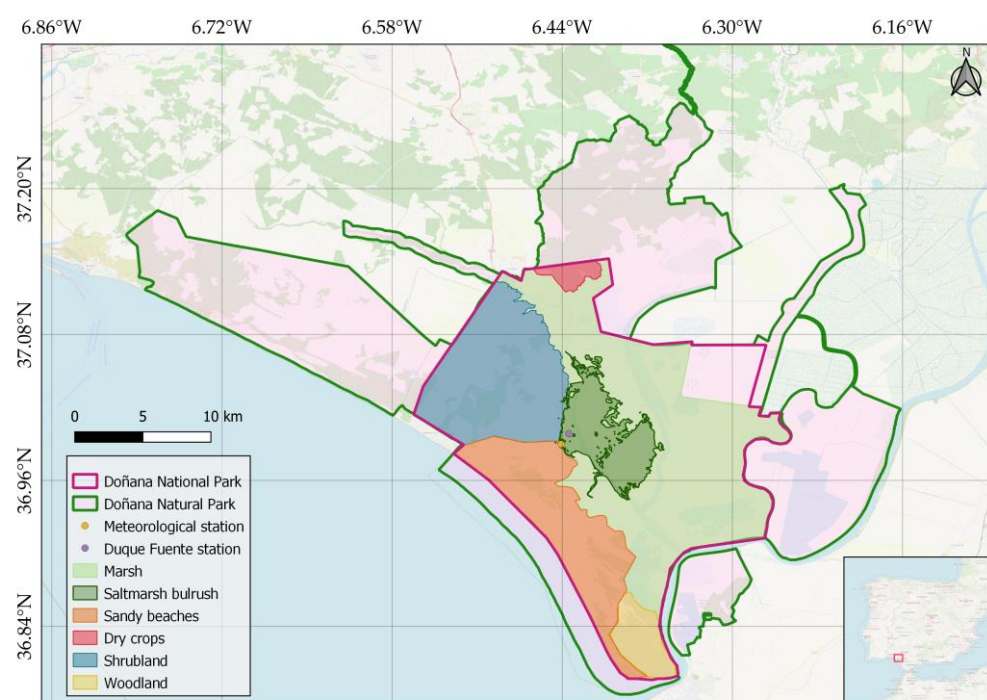 6.86°W 6.72°W 6.58°W 6.44°W 6.30°W 6.16°W
N
37.20°N
37.08°N
36.96°N
36.84°N
0 5 10 km
Doñana National Park
Doñana Natural Park
Meteorological station
Duque Fuente station
Marsh
Saltmarsh bulrush
Sandy beaches
Dry crops
Shrubland
Woodland